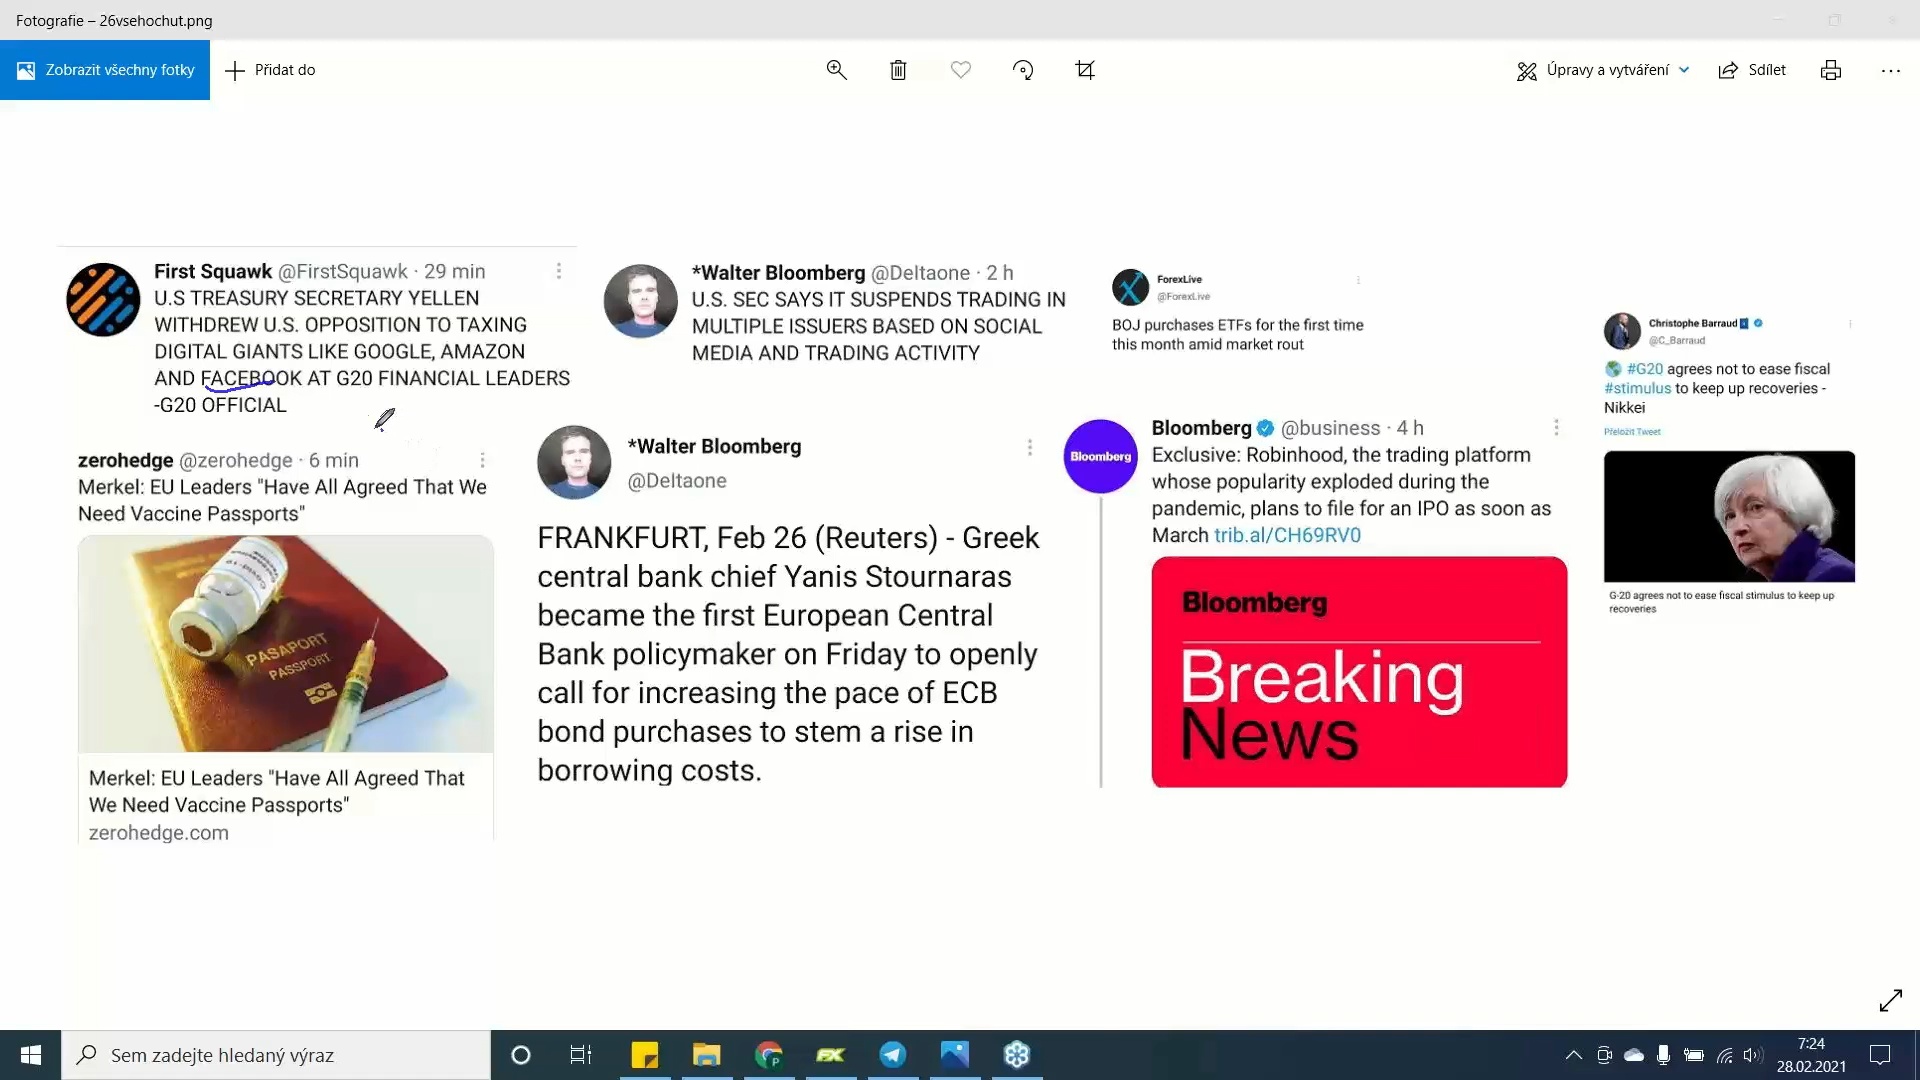 Fotografie – 26vsehochut.png
Zobrazit všechny fotky
Přidat do
Úpravy a vytváření
Sdílet
First Squawk @FirstSquawk · 29 min
U.S TREASURY SECRETARY YELLEN
WITHDREW U.S. OPPOSITION TO TAXING
DIGITAL GIANTS LIKE GOOGLE, AMAZON
AND FACEBOOK AT G20 FINANCIAL LEADERS
-G20 OFFICIAL
*Walter Bloomberg @Deltaone · 2 h
U.S. SEC SAYS IT SUSPENDS TRADING IN
MULTIPLE ISSUERS BASED ON SOCIAL
MEDIA AND TRADING ACTIVITY
ForexLive
@ForexLive
BOJ purchases ETFs for the first time
this month amid market rout
Christophe Barraud
@C_Barraud
#G20 agrees not to ease fiscal
#stimulus to keep up recoveries -
Nikkei
Přeložit Tweet
G-20 agrees not to ease fiscal stimulus to keep up
recoveries
zerohedge @zerohedge · 6 min
Merkel: EU Leaders "Have All Agreed That We
Need Vaccine Passports"
PASAPORT
PASSPORT
Merkel: EU Leaders "Have All Agreed That
We Need Vaccine Passports"
zerohedge.com
*Walter Bloomberg
@Deltaone
FRANKFURT, Feb 26 (Reuters) - Greek
central bank chief Yanis Stournaras
became the first European Central
Bank policymaker on Friday to openly
call for increasing the pace of ECB
bond purchases to stem a rise in
borrowing costs.
Bloomberg
Bloomberg @business · 4 h
Exclusive: Robinhood, the trading platform
whose popularity exploded during the
pandemic, plans to file for an IPO as soon as
March trib.al/CH69RV0
Bloomberg
Breaking
News
Sem zadejte hledaný výraz
P
FX
7:24
28.02.2021